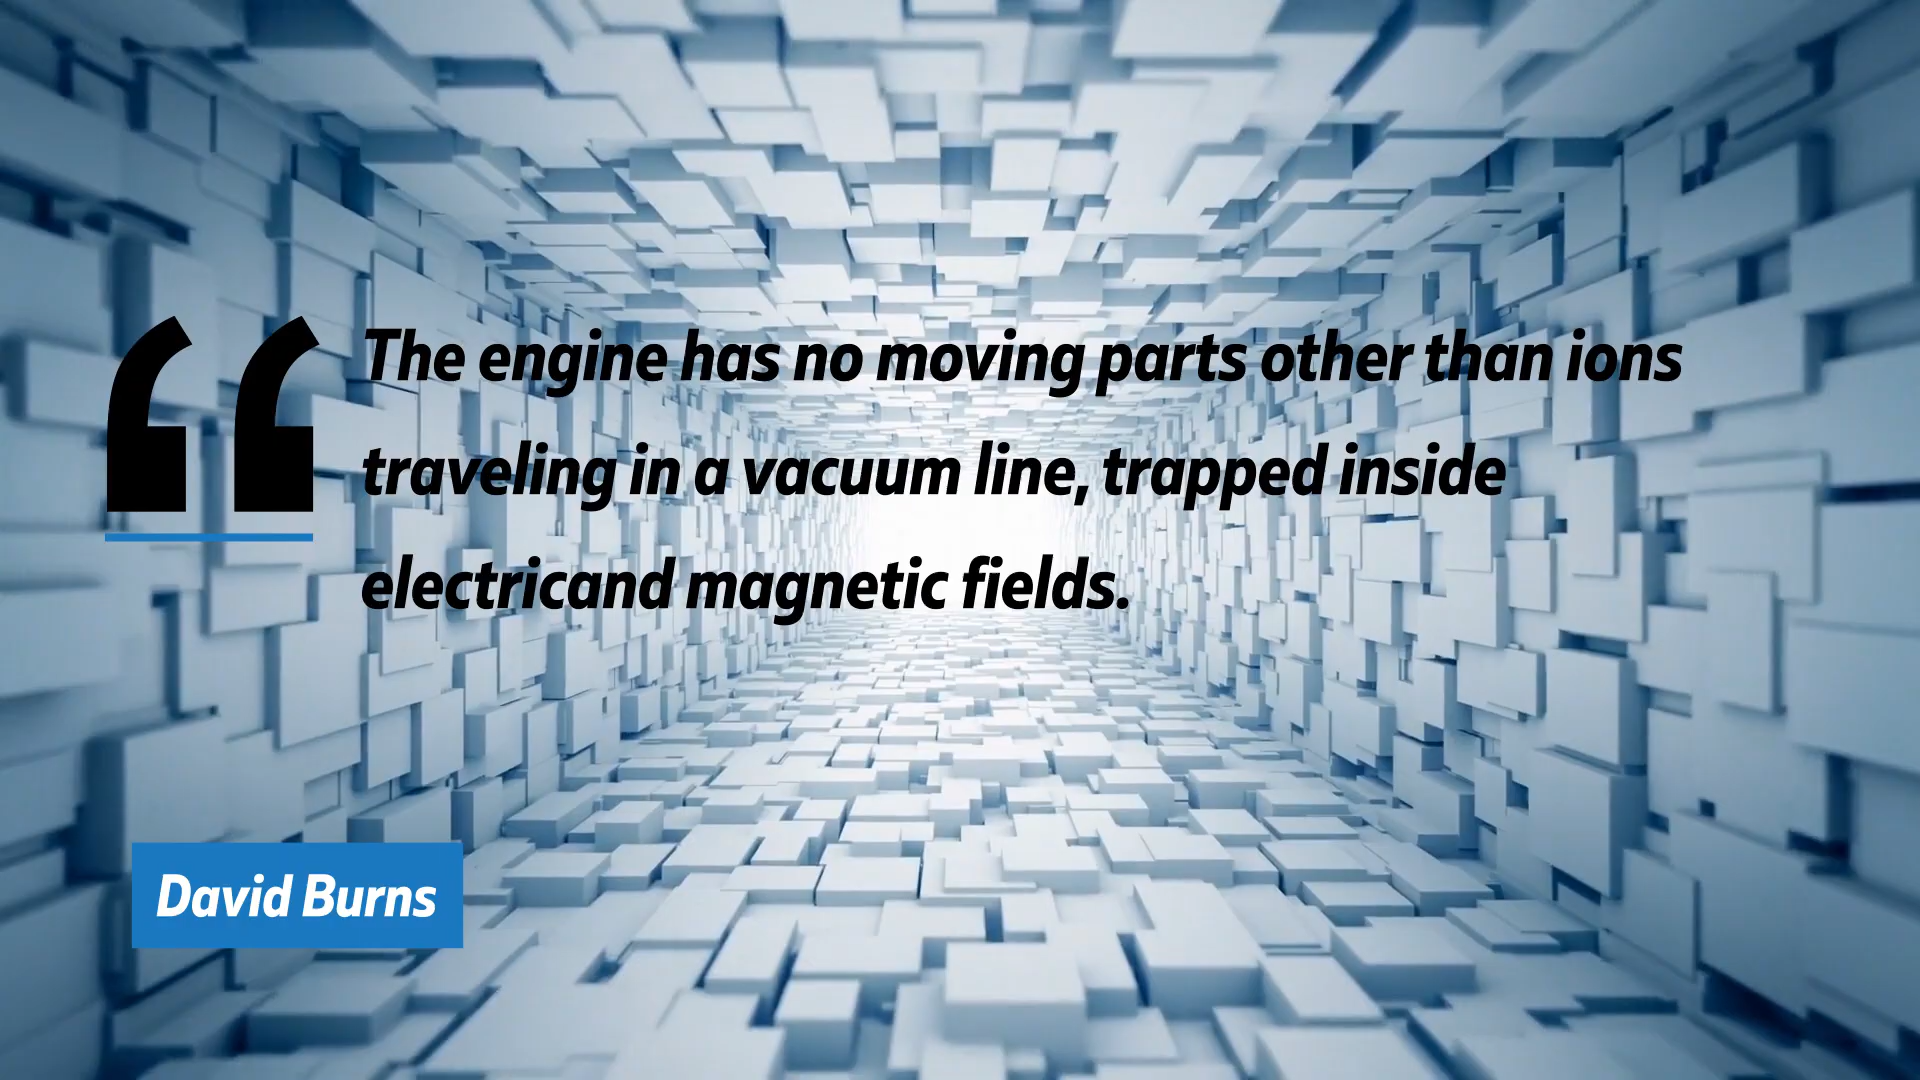 The engine has no moving parts other than ions
traveling in a vacuum line, trapped inside
electricand magnetic fields.
David Burns